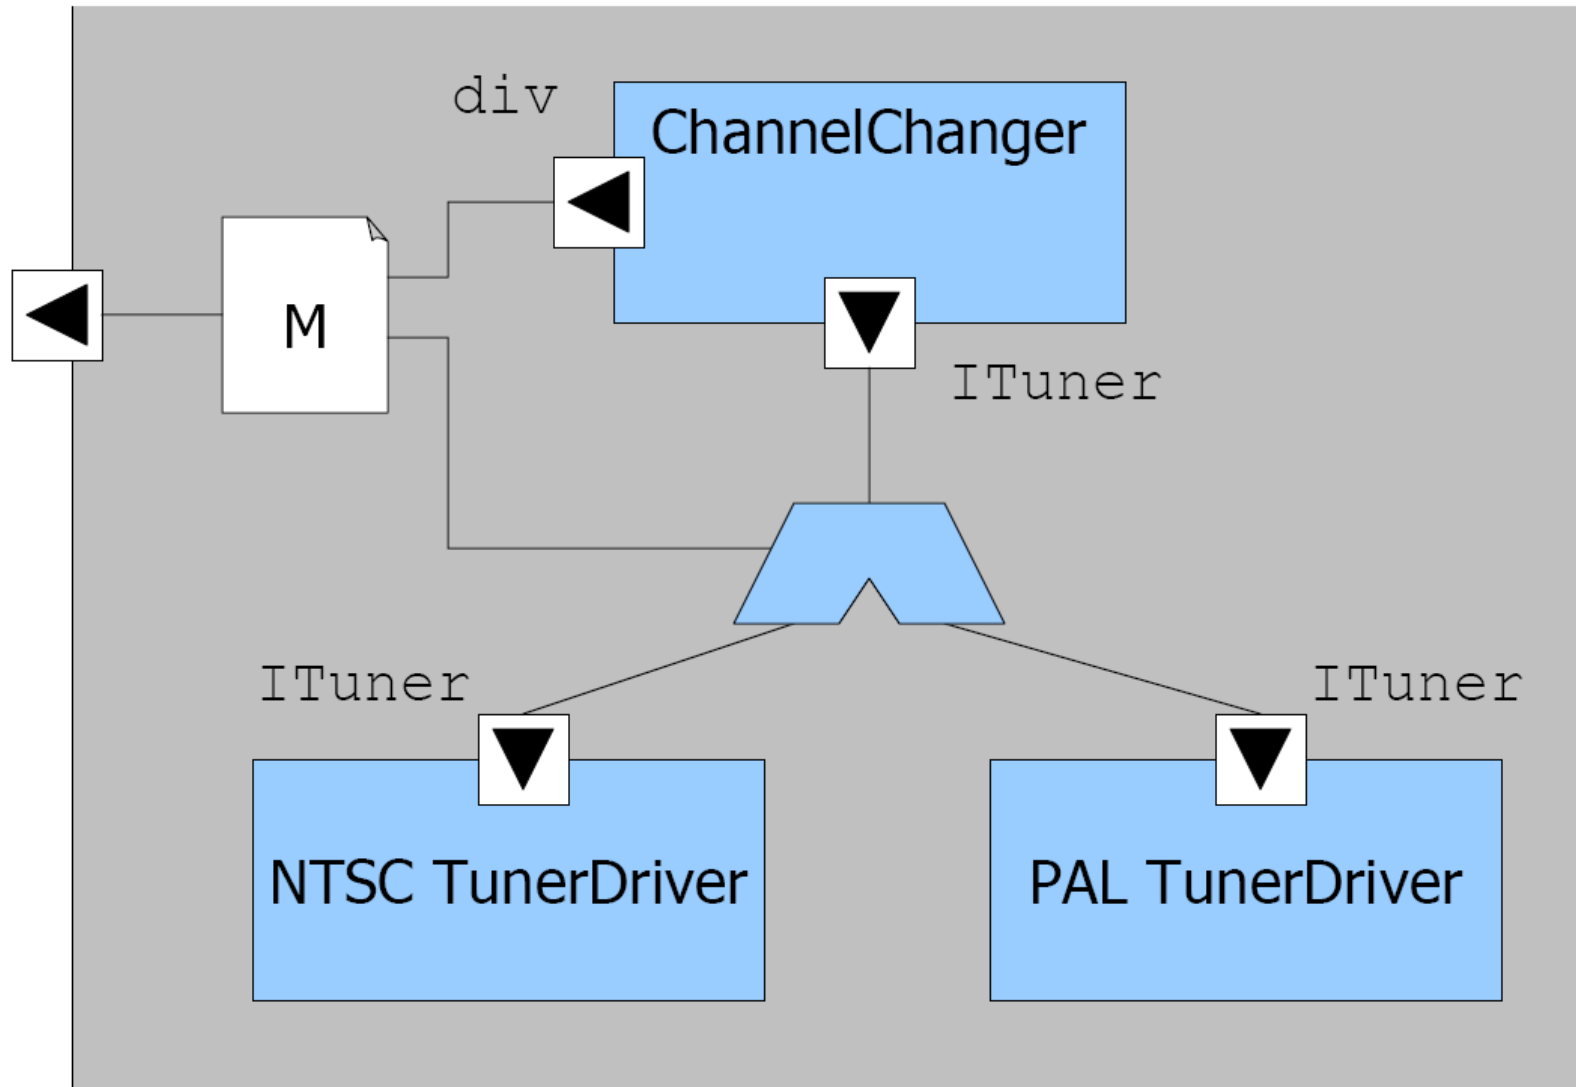 div
ChannelChanger
M
ITuner
ITuner
ITuner
NTSC TunerDriver
PAL TunerDriver